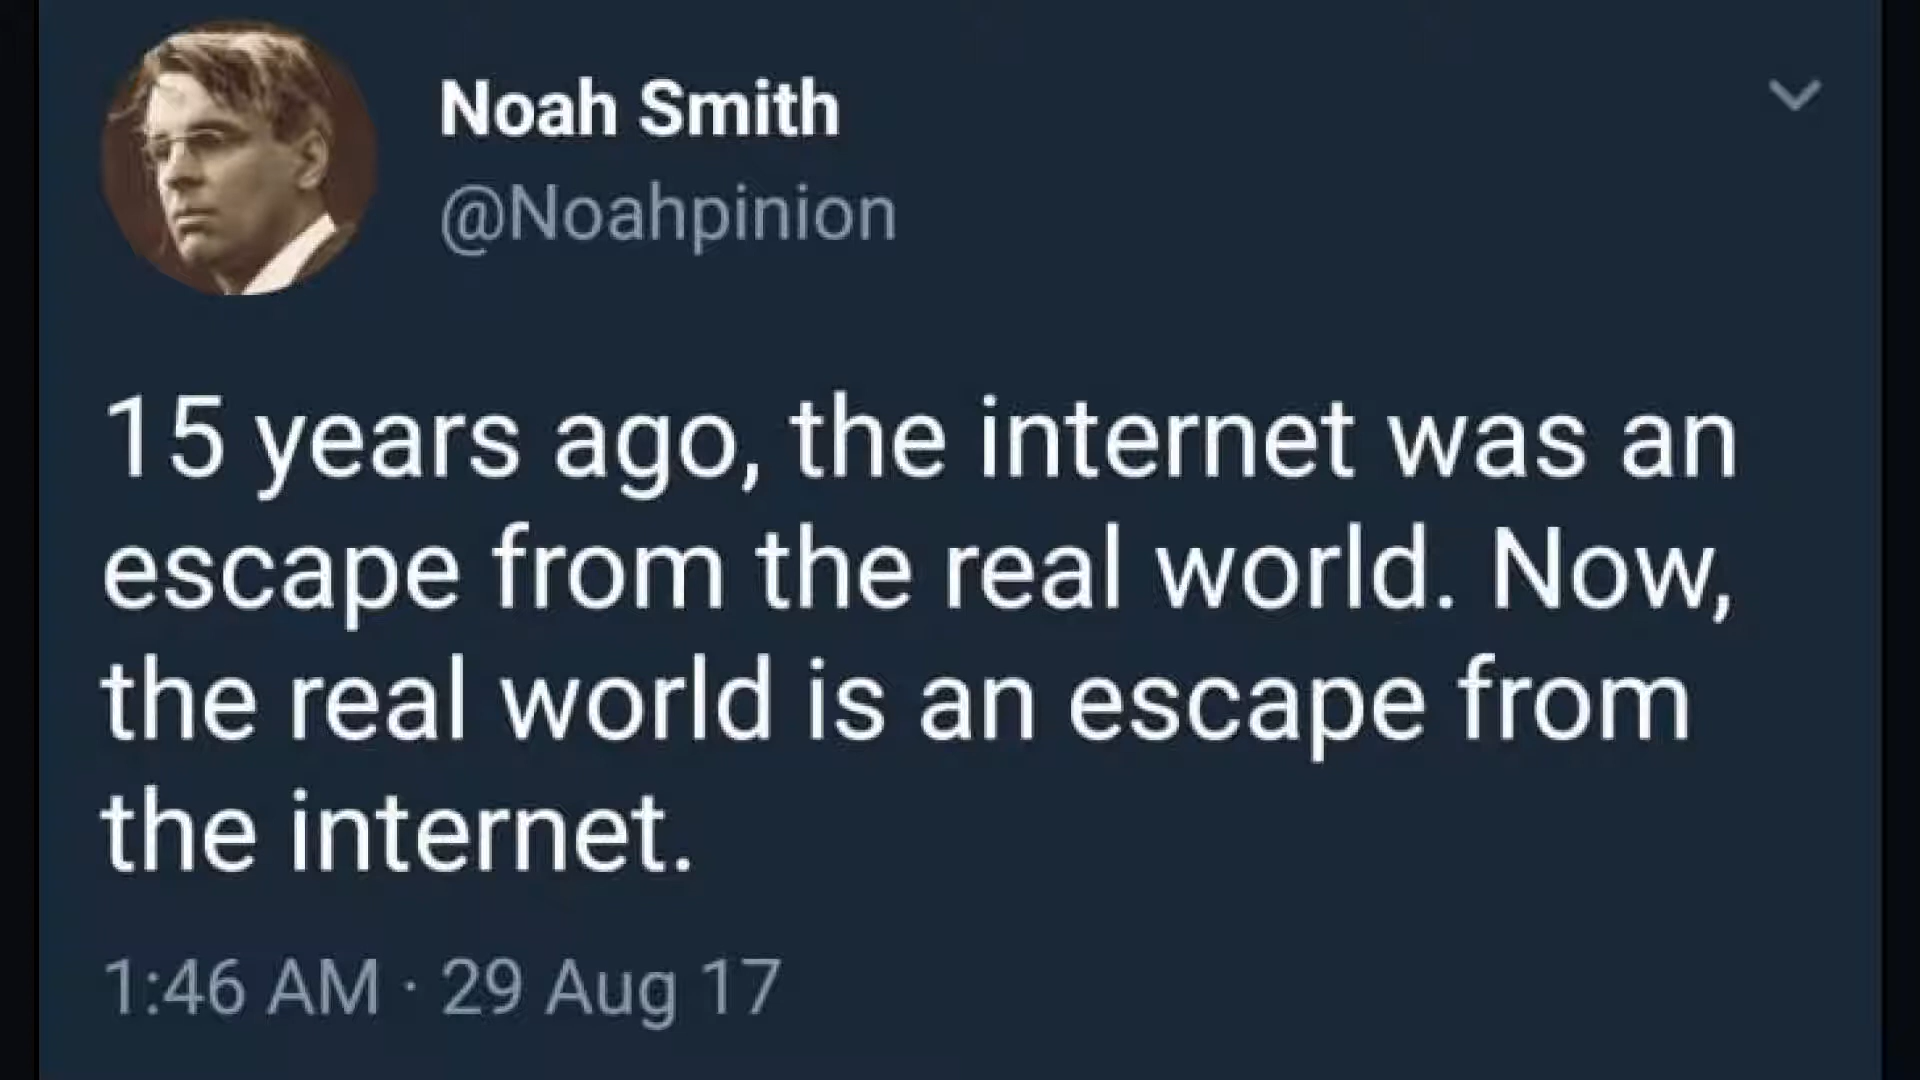 Noah Smith
@Noahpinion
15 years ago, the internet was an
escape from the real world. Now,
the real world is an escape from
the internet.
1:46 AM · 29 Aug 17